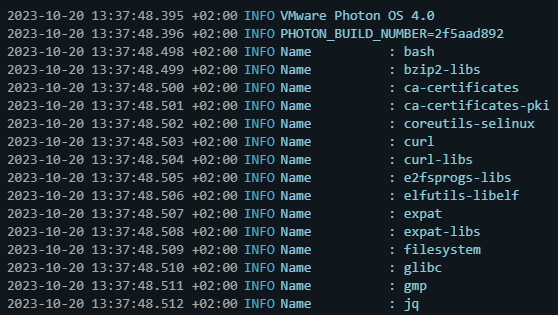 2023-10-20 13:37:48.395 +02:00 INFO VMware Photon OS 4.0
2023-10-20 13:37:48.396 +02:00 INFO PHOTON_BUILD_NUMBER=2f5aad892
2023-10-20 13:37:48.498 +02:00 INFO Name : bash
2023-10-20 13:37:48.499 +02:00 INFO Name : bzip2-libs
2023-10-20 13:37:48.500 +02:00 INFO Name : ca-certificates
2023-10-20 13:37:48.501 +02:00 INFO Name : ca-certificates-pki
2023-10-20 13:37:48.502 +02:00 INFO Name : coreutils-selinux
2023-10-20 13:37:48.503 +02:00 INFO Name : curl
2023-10-20 13:37:48.504 +02:00 INFO Name : curl-libs
2023-10-20 13:37:48.505 +02:00 INFO Name : e2fsprogs-libs
2023-10-20 13:37:48.506 +02:00 INFO Name : elfutils-libelf
2023-10-20 13:37:48.507 +02:00 INFO Name : expat
2023-10-20 13:37:48.508 +02:00 INFO Name : expat-libs
2023-10-20 13:37:48.509 +02:00 INFO Name : filesystem
2023-10-20 13:37:48.510 +02:00 INFO Name : glibc
2023-10-20 13:37:48.511 +02:00 INFO Name : gmp
2023-10-20 13:37:48.512 +02:00 INFO Name : jq